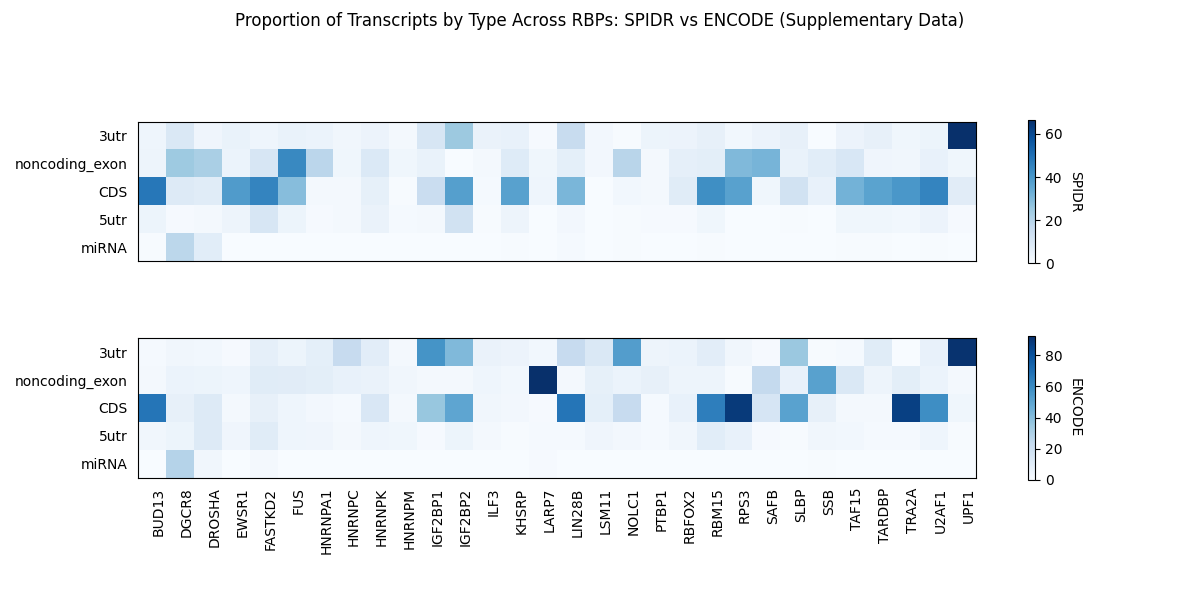 Proportion of Transcripts by Type Across RBPs: SPIDR vs ENCODE (Supplementary Data)
3utr
noncoding_exon
CDS
5utr
miRNA
60
40
20
0
SPIDR
3utr
noncoding_exon
CDS
5utr
miRNA
80
60
40
20
0
ENCODE
BUD13
DGCR8
DROSHA
EWSR1
FASTKD2
FUS
HNRNPA1
HNRNPC
HNRNPK
HNRNPM
IGF2BP1
IGF2BP2
ILF3
KHSRP
LARP7
LIN28B
LSM11
NOLC1
PTBP1
RBFOX2
RBM15
RPS3
SAFB
SLBP
SSB
TAF15
TARDBP
TRA2A
U2AF1
UPF1